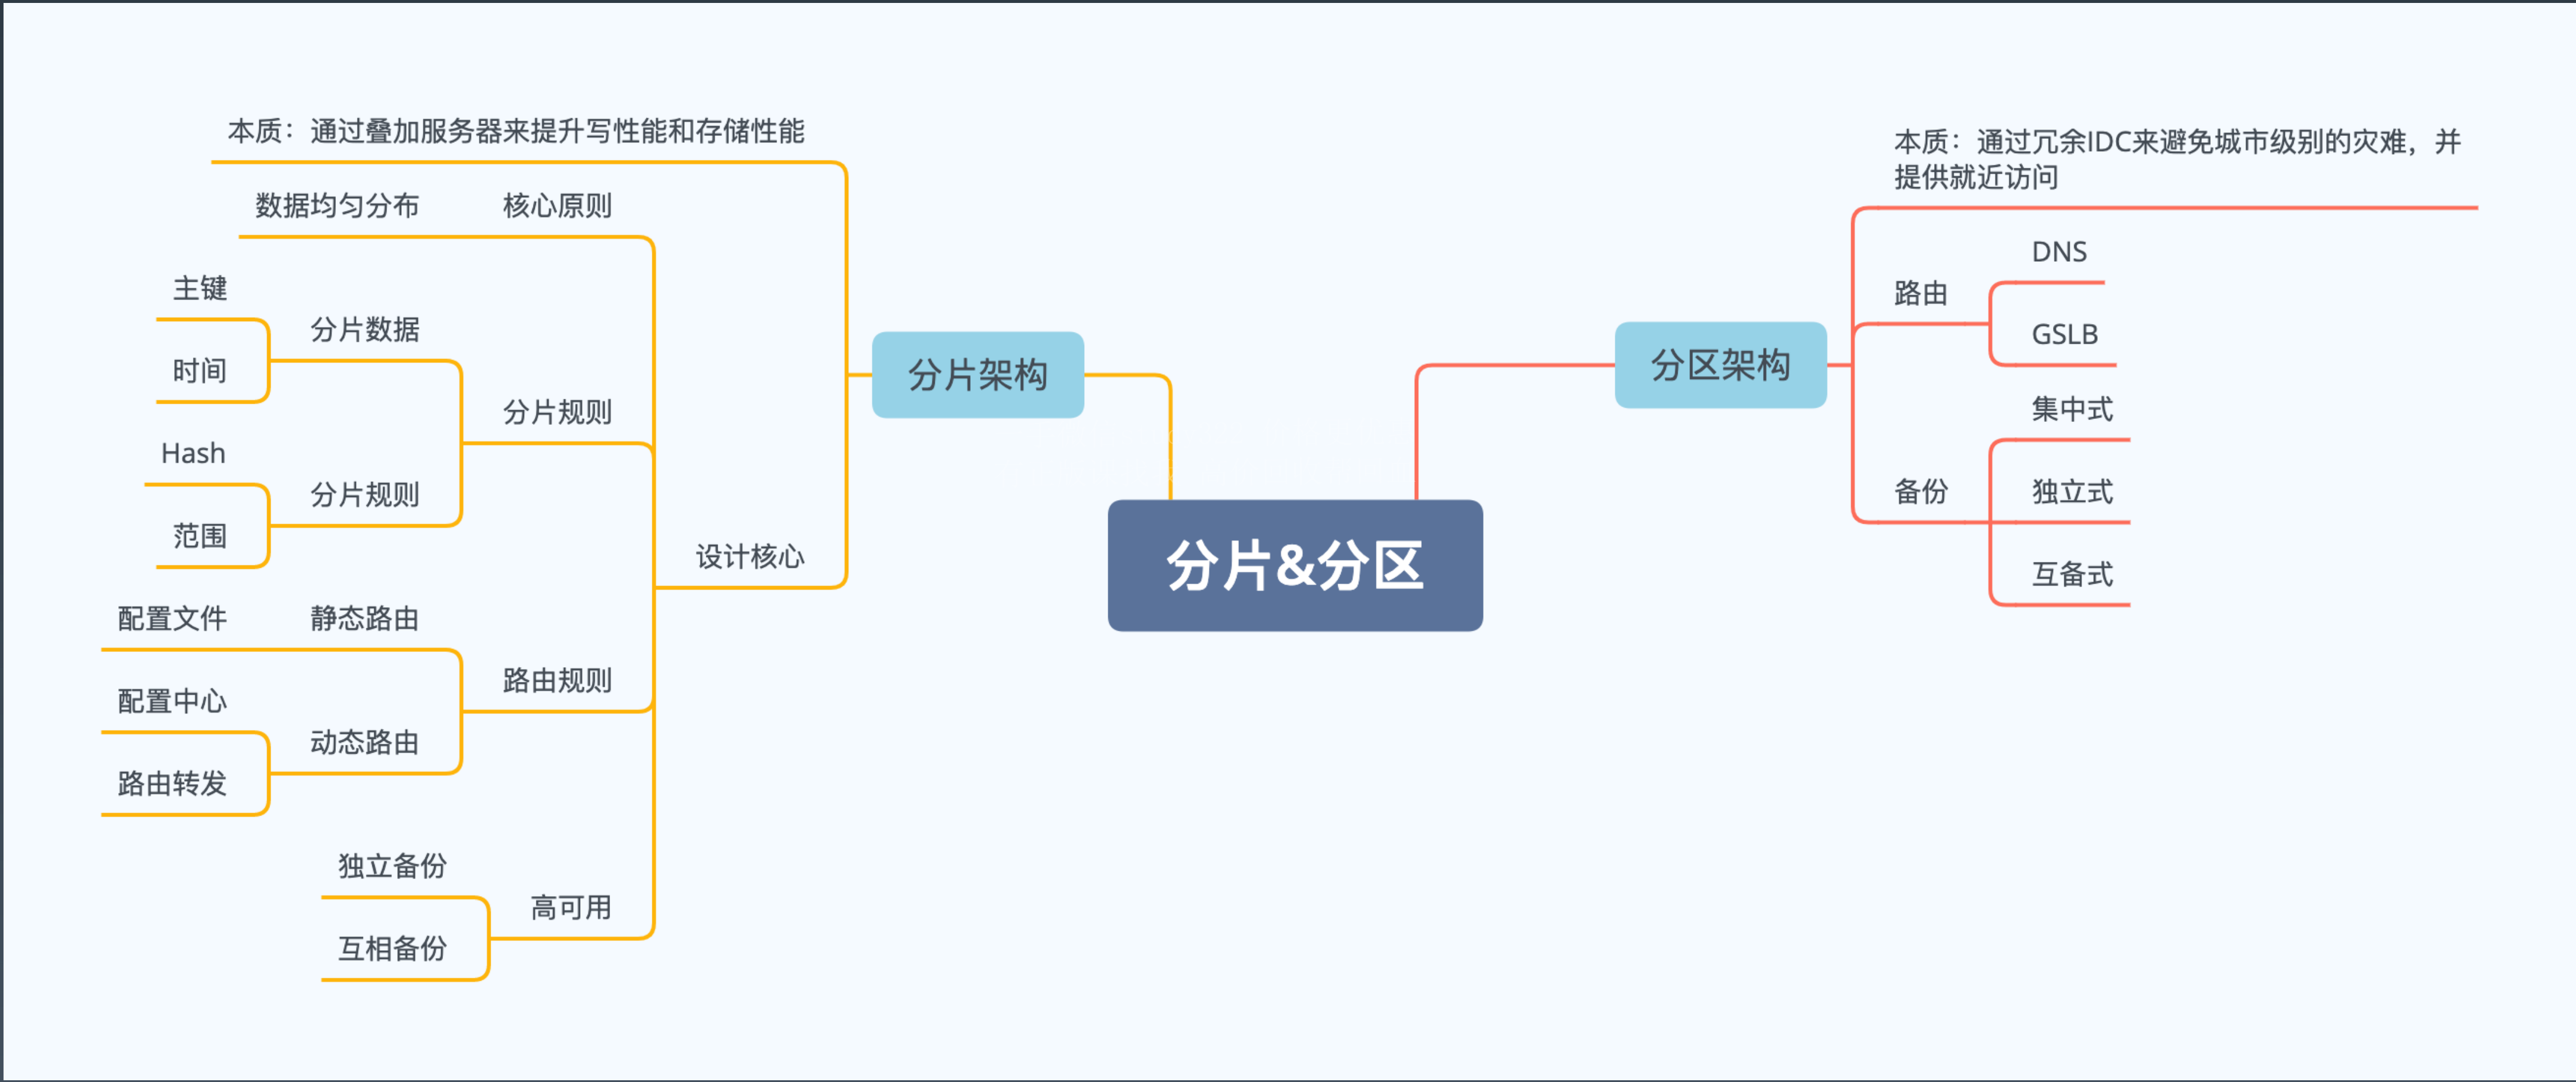 分片&分区
分片架构
本质：通过叠加服务器来提升写性能和存储性能
设计核心
核心原则
数据均匀分布
分片规则
分片数据
主键
时间
分片规则
Hash
范围
路由规则
静态路由
配置文件
动态路由
配置中心
路由转发
高可用
独立备份
互相备份
分区架构
本质：通过冗余IDC来避免城市级别的灾难，并
提供就近访问
路由
DNS
GSLB
备份
集中式
独立式
互备式